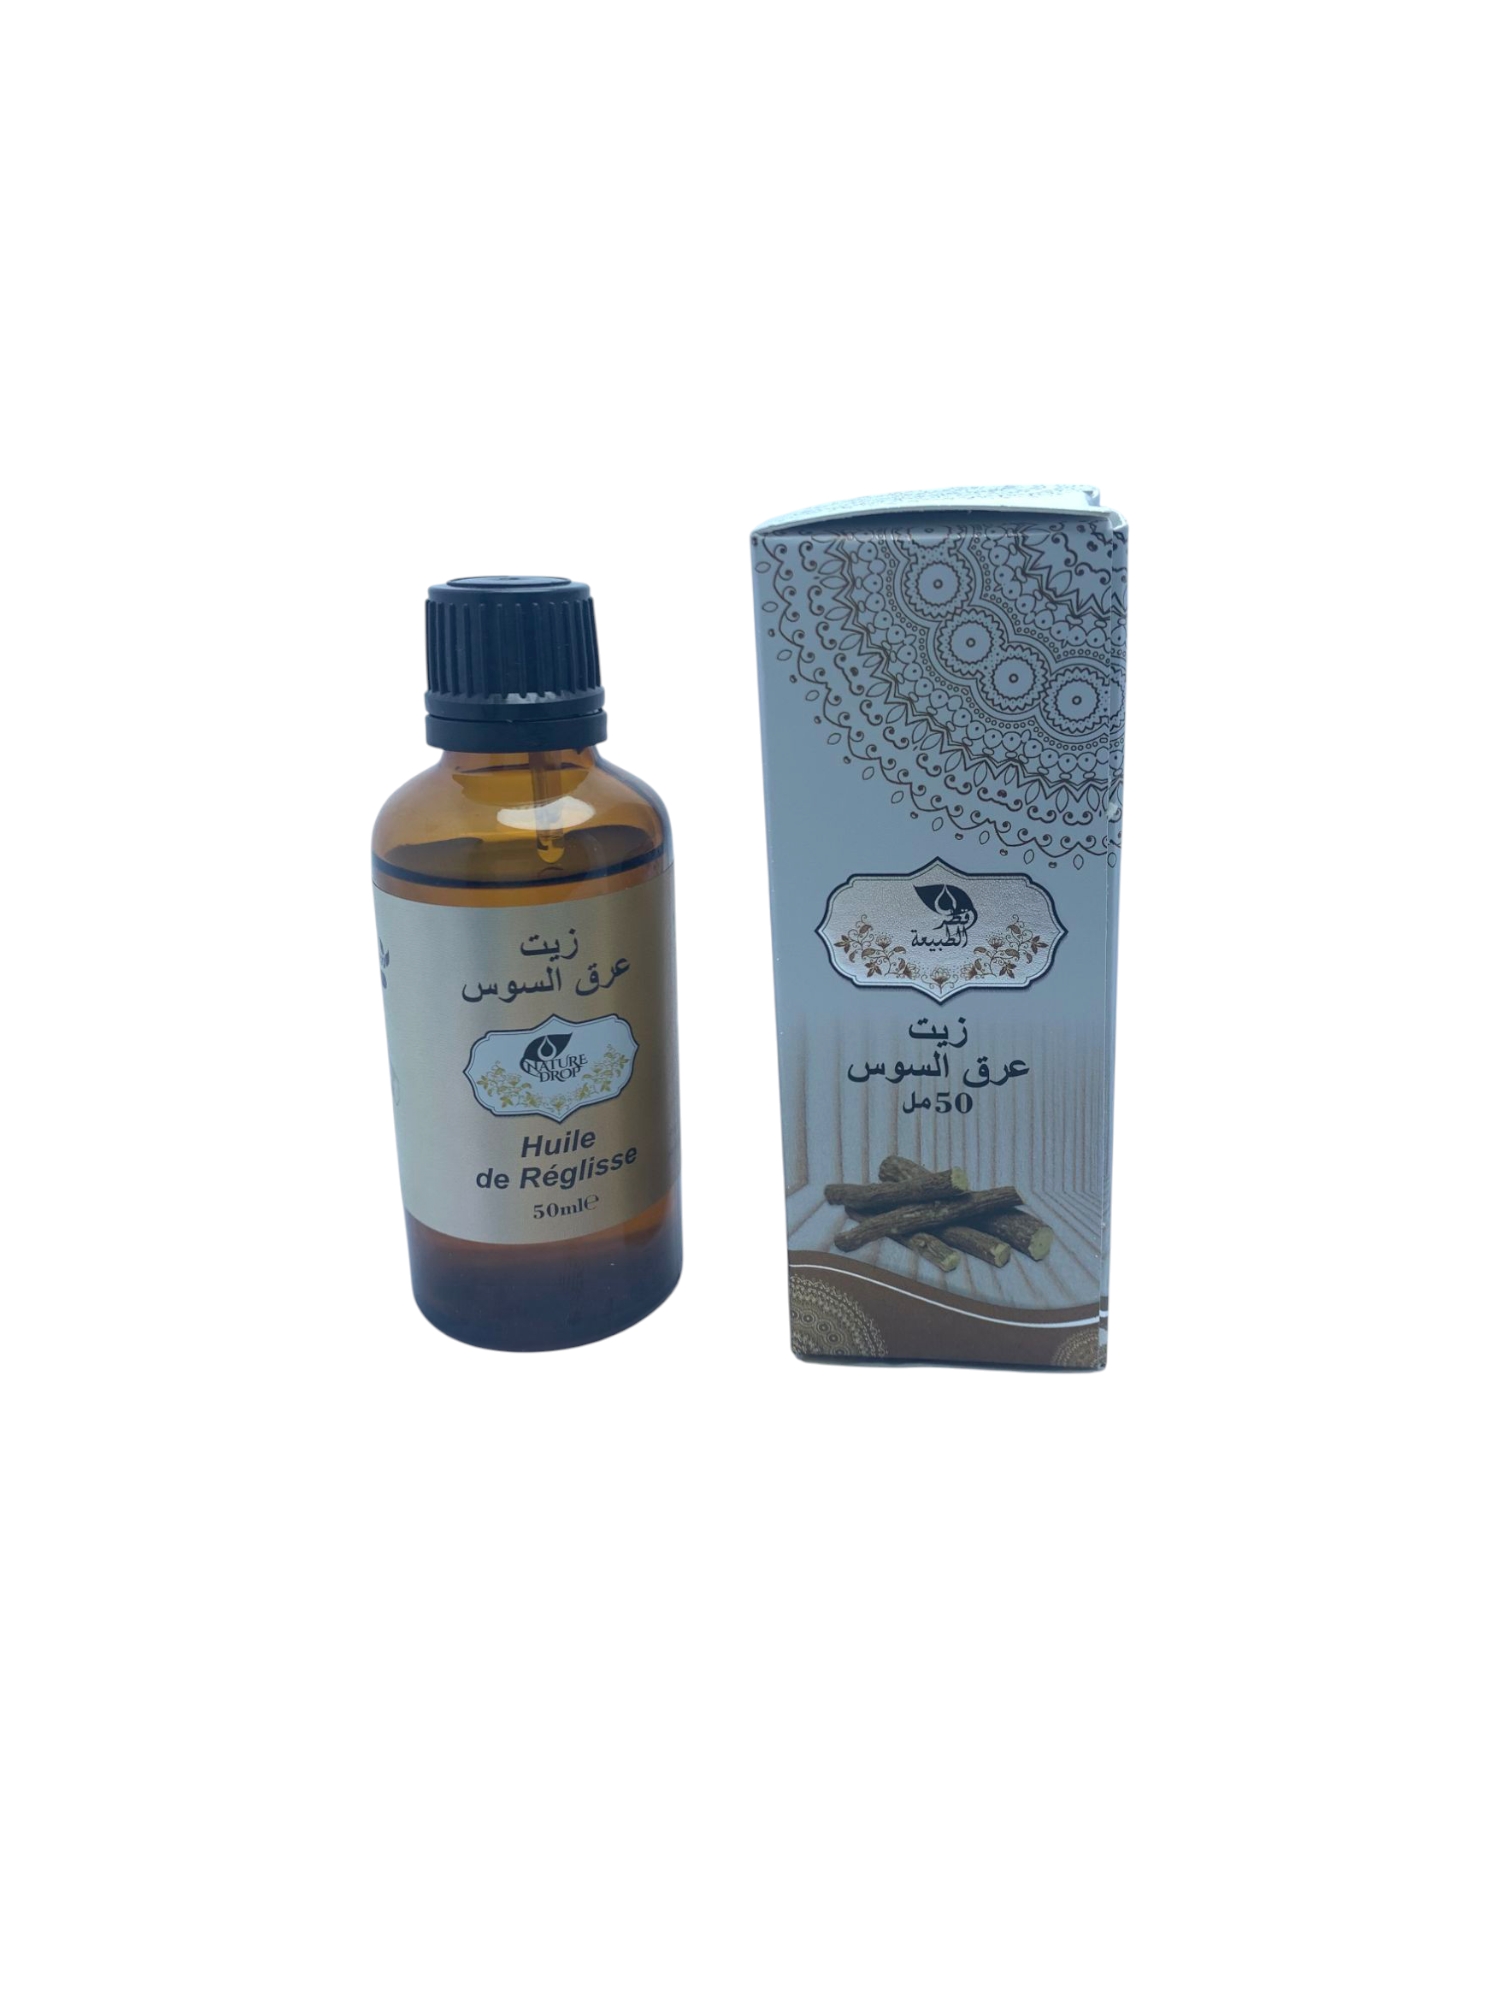 زيت
عرق السوس
NATURE
DROP
Huile
de Réglisse
50ml℮
قطر
الطبيعة
زيت
عرق السوس
50مل